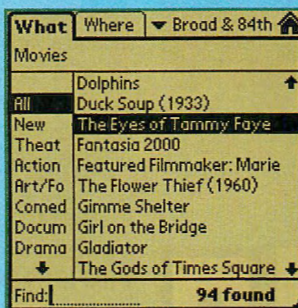 What Where Broad & 84th
Movies
Dolphins
All Duck Soup (1933)
New The Eyes of Tammy Faye
Theat Fantasia 2000
Action Featured Filmmaker: Marie
Art/Fo The Flower Thief (1960)
Comed Gimme Shelter
Docum Girl on the Bridge
Drama Gladiator
The Gods of Times Square
Find: 94 found